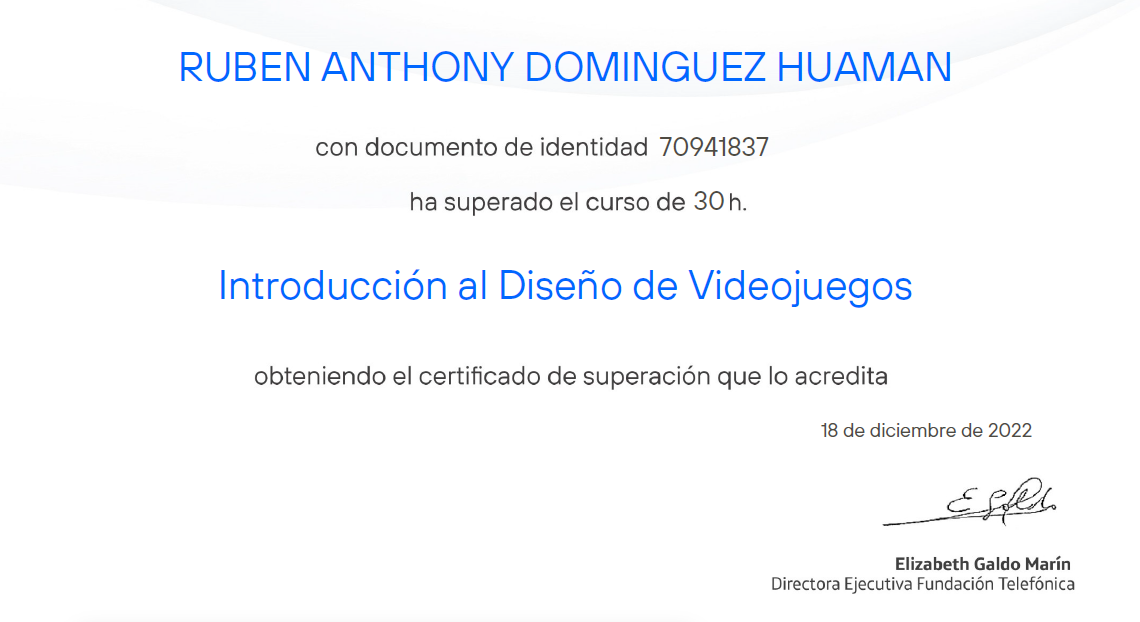 RUBEN ANTHONY DOMINGUEZ HUAMAN
con documento de identidad 70941837
ha superado el curso de 30 h.
Introducción al Diseño de Videojuegos
obteniendo el certificado de superación que lo acredita
18 de diciembre de 2022
Elizabeth Galdo Marín
Directora Ejecutiva Fundación Telefónica